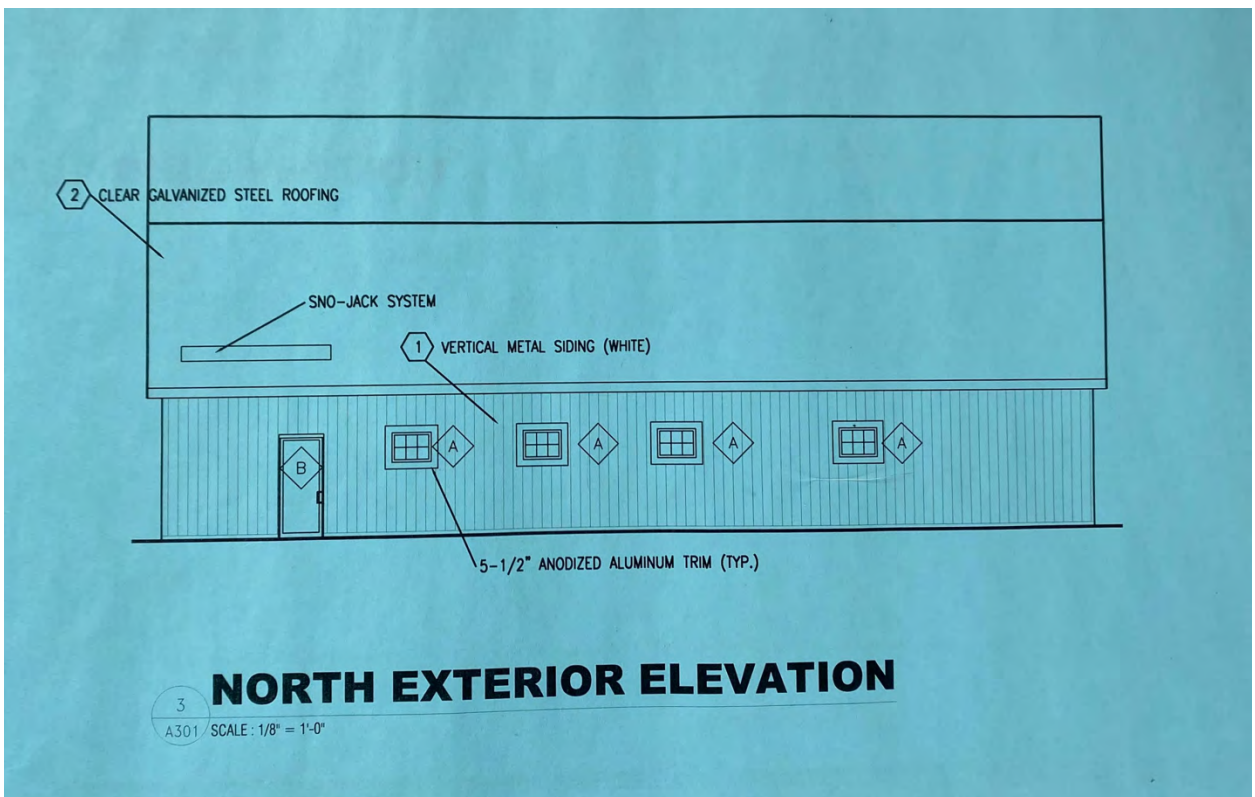 2 CLEAR GALVANIZED STEEL ROOFING
SNO-JACK SYSTEM
1 VERTICAL METAL SIDING (WHITE)
B
A
A
A
A
5-1/2" ANODIZED ALUMINUM TRIM (TYP.)
NORTH EXTERIOR ELEVATION
3
A301
SCALE : 1/8" = 1'-0"